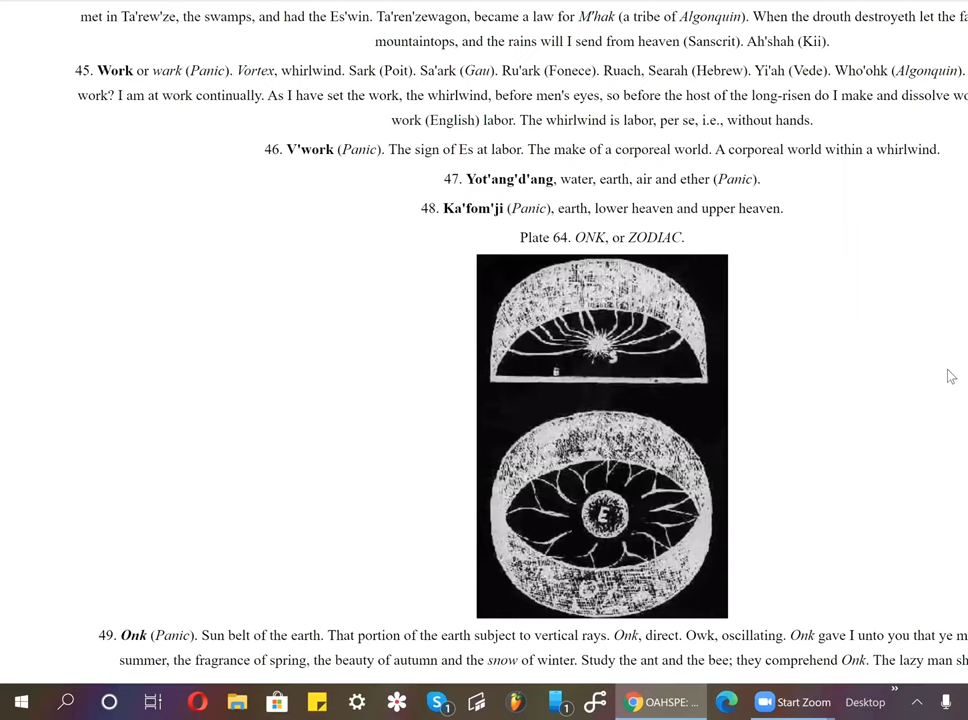 met in Ta'rew'ze, the swamps, and had the Es'win. Ta'ren'zewagon, became a law for M'hak (a tribe of Algonquin). When the drouth destroyeth let the
mountaintops, and the rains will I send from heaven (Sanscrit). Ah'shah (Kii).
45. Work or wark (Panic). Vortex, whirlwind. Sark (Poit). Sa'ark (Gau). Ru'ark (Fonece). Ruach, Searah (Hebrew). Yi'ah (Vede). Who'ohk (Algonquin).
work? I am at work continually. As I have set the work, the whirlwind, before men's eyes, so before the host of the long-risen do I make and dissolve
work (English) labor. The whirlwind is labor, per se, i.e., without hands.
46. V'work (Panic). The sign of Es at labor. The make of a corporeal world. A corporeal world within a whirlwind.
47. Yot'ang'd'ang, water, earth, air and ether (Panic).
48. Ka'fom'ji (Panic), earth, lower heaven and upper heaven.
Plate 64. ONK, or ZODIAC.
S
E
E
49. Onk (Panic). Sun belt of the earth. That portion of the earth subject to vertical rays. Onk, direct. Owk, oscillating. Onk gave I unto you that ye
summer, the fragrance of spring, the beauty of autumn and the snow of winter. Study the ant and the bee; they comprehend Onk. The lazy man
1
1
OAHSPE: ...
Start Zoom
Desktop
»